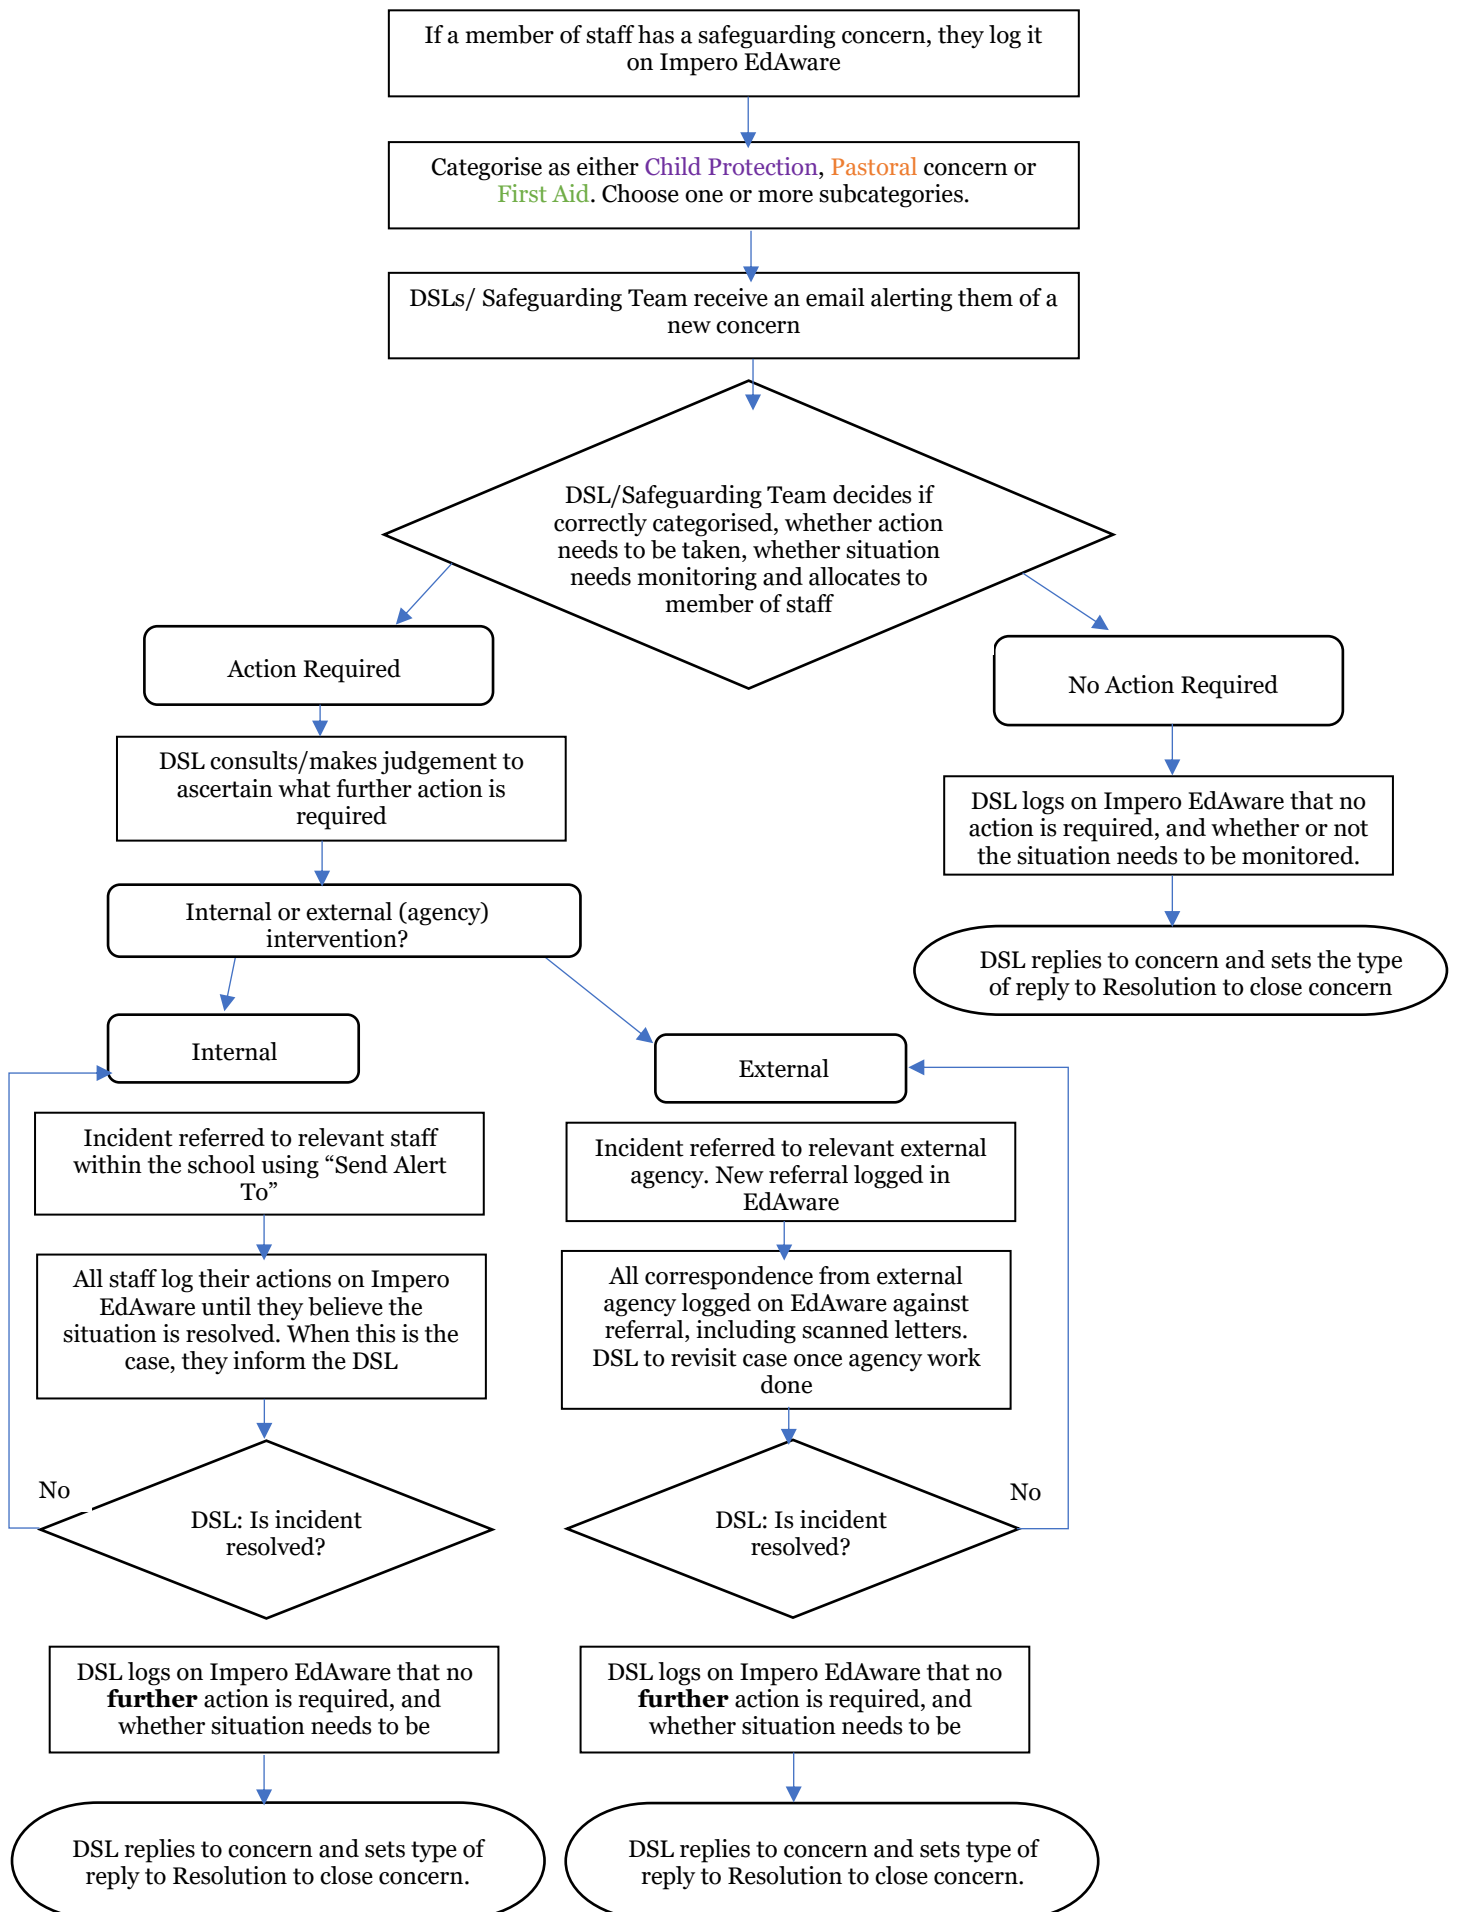 If a member of staff has a safeguarding concern, they log it
on Impero EdAware
Categorise as either Child Protection, Pastoral concern or
First Aid. Choose one or more subcategories.
DSLs/ Safeguarding Team receive an email alerting them of a
new concern
DSL/Safeguarding Team decides if
correctly categorised, whether action
needs to be taken, whether situation
needs monitoring and allocates to
member of staff
Action Required
No Action Required
DSL consults/makes judgement to
ascertain what further action is
required
DSL logs on Impero EdAware that no
action is required, and whether or not
the situation needs to be monitored.
Internal or external (agency)
intervention?
DSL replies to concern and sets the type
of reply to Resolution to close concern
Internal
External
Incident referred to relevant staff
within the school using “Send Alert
To”
Incident referred to relevant external
agency. New referral logged in
EdAware
All staff log their actions on Impero
EdAware until they believe the
situation is resolved. When this is the
case, they inform the DSL
All correspondence from external
agency logged on EdAware against
referral, including scanned letters.
DSL to revisit case once agency work
done
No
DSL: Is incident
resolved?
No
DSL: Is incident
resolved?
DSL logs on Impero EdAware that no
further action is required, and
whether situation needs to be
DSL logs on Impero EdAware that no
further action is required, and
whether situation needs to be
DSL replies to concern and sets type of
reply to Resolution to close concern.
DSL replies to concern and sets type of
reply to Resolution to close concern.